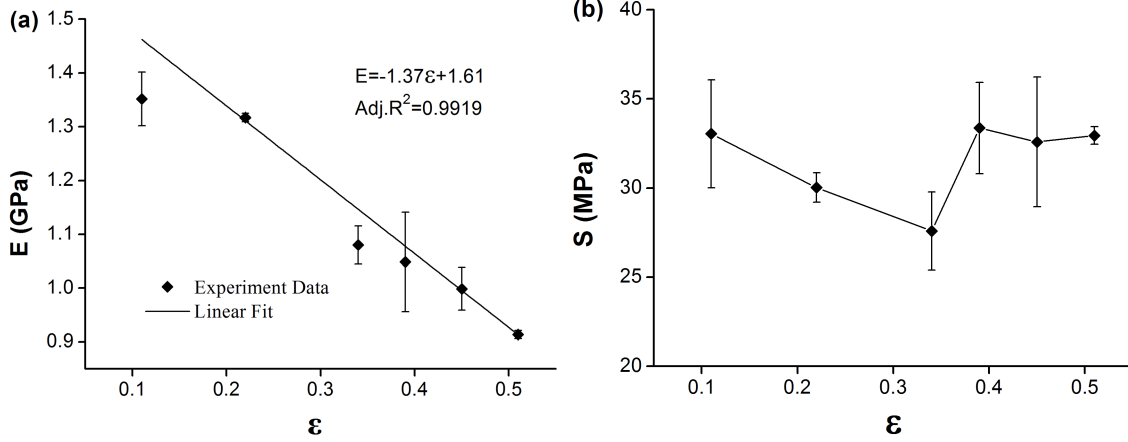 (a)
1.5
1.4
1.3
1.2
1.1
1.0
0.9
E (GPa)
E=-1.37ε+1.61
Adj.R²=0.9919
Experiment Data
Linear Fit
0.1 0.2 0.3 0.4 0.5
ε
(b)
40
35
30
25
20
S (MPa)
0.1 0.2 0.3 0.4 0.5
ε